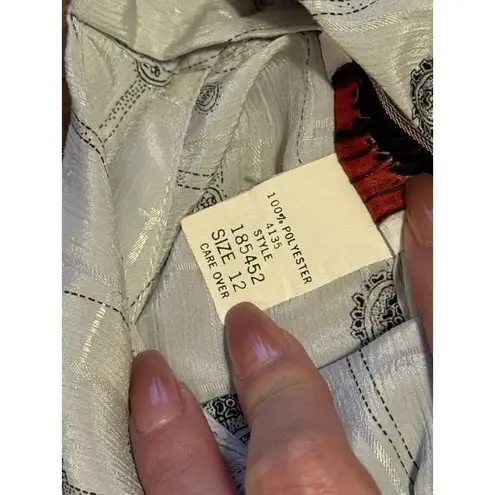 100% POLYESTER
4135
STYLE
185452
SIZE 12
CARE OVER